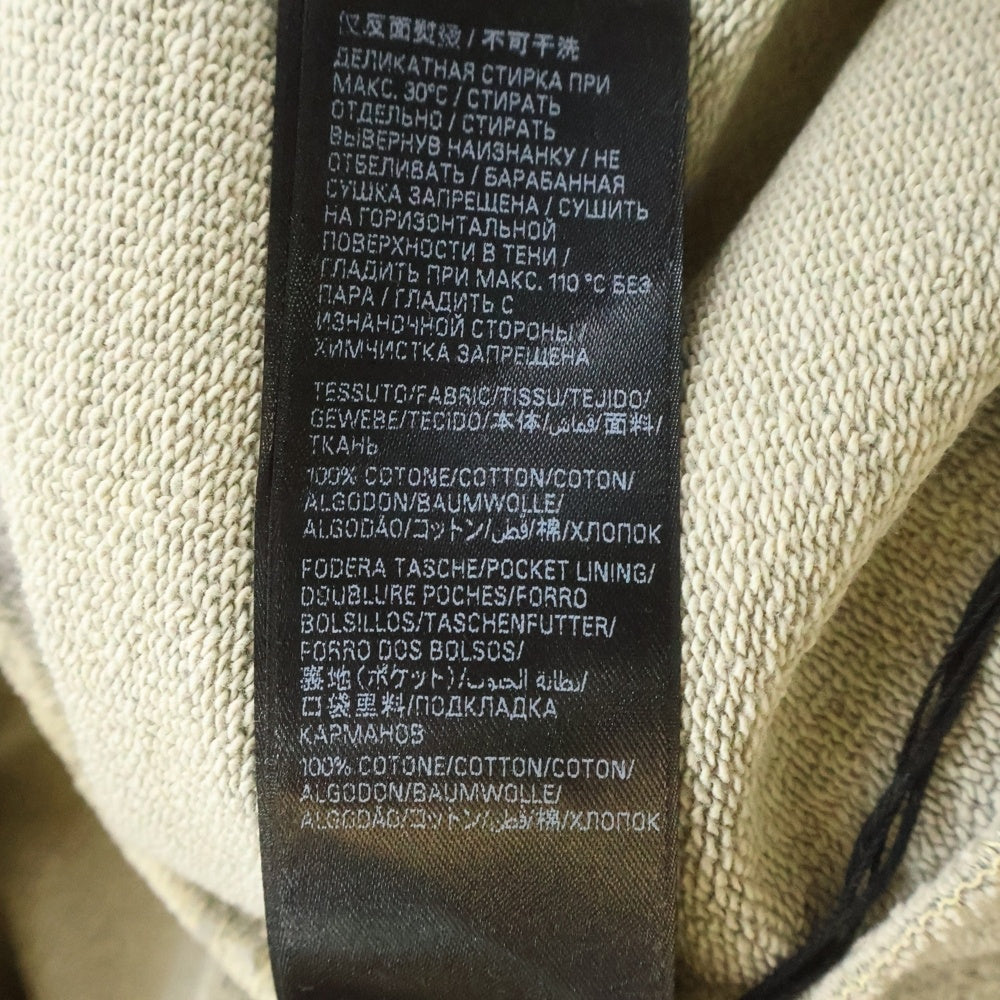 仅反面熨烫 / 不可干洗
ДЕЛИКАТНАЯ СТИРКА ПРИ
МАКС. 30°C / СТИРАТЬ
ОТДЕЛЬНО / СТИРАТЬ
ВЫВЕРНУВ НАИЗНАНКУ / НЕ
ОТБЕЛИВАТЬ / БАРАБАННАЯ
СУШКА ЗАПРЕЩЕНА / СУШИТЬ
НА ГОРИЗОНТАЛЬНОЙ
ПОВЕРХНОСТИ В ТЕНИ /
ГЛАДИТЬ ПРИ МАКС. 110 °C БЕЗ
ПАРА / ГЛАДИТЬ С
ИЗНАНОЧНОЙ СТОРОНЫ /
ХИМЧИСТКА ЗАПРЕЩЕНА
TESSUTO/FABRIC/TISSU/TEJIDO/
GEWEBE/TECIDO/本体/قماش/面料/
ТКАНЬ
100% COTONE/COTTON/COTON/
ALGODON/BAUMWOLLE/
ALGODÃO/コットン/قطن/棉/ХЛОПОК
FODERA TASCHE/POCKET LINING/
DOUBLURE POCHES/FORRO
BOLSILLOS/TASCHENFUTTER/
FORRO DOS BOLSOS/
裏地(ポケット)/بطانة الجيوب/
口袋里料/ПОДКЛАДКА
КАРМАНОВ
100% COTONE/COTTON/COTON/
ALGODON/BAUMWOLLE/
ALGODÃO/コットン/قطن/棉/ХЛОПОК